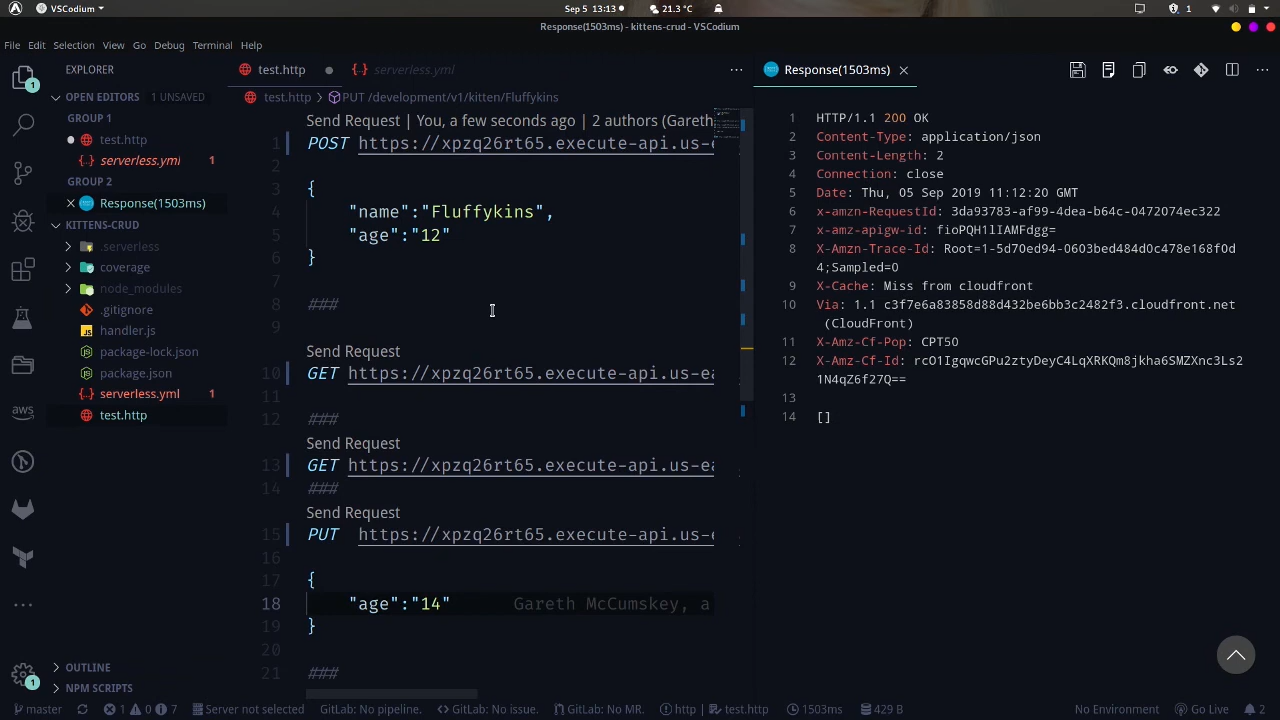 VSCodium
Sep 5 13:13
21.3 °C
1
Response(1503ms) - kittens-crud - VSCodium
File Edit Selection View Go Debug Terminal Help
EXPLORER
OPEN EDITORS 1 UNSAVED
GROUP 1
test.http
serverless.yml 1
GROUP 2
Response(1503ms)
KITTENS-CRUD
.serverless
coverage
node_modules
.gitignore
handler.js
package-lock.json
package.json
serverless.yml 1
test.http
OUTLINE
NPM SCRIPTS
1
aws
1
test.http
{··} serverless.yml
test.http > PUT /development/v1/kitten/Fluffykins
Send Request | You, a few seconds ago | 2 authors (Gareth
1 POST https://xpzq26rt65.execute-api.us-e
2
3 {
4 "name":"Fluffykins",
5 "age":"12"
6 }
7
8 ###
9
Send Request
10 GET https://xpzq26rt65.execute-api.us-ea
11
12 ###
Send Request
13 GET https://xpzq26rt65.execute-api.us-ea
14 ###
Send Request
15 PUT https://xpzq26rt65.execute-api.us-e
16
17 {
18 "age":"14" Gareth McCumskey, a
19 }
20
21 ###
Response(1503ms)
1 HTTP/1.1 200 OK
2 Content-Type: application/json
3 Content-Length: 2
4 Connection: close
5 Date: Thu, 05 Sep 2019 11:12:20 GMT
6 x-amzn-RequestId: 3da93783-af99-4dea-b64c-0472074ec322
7 x-amz-apigw-id: fioPQH1lIAMFdgg=
8 X-Amzn-Trace-Id: Root=1-5d70ed94-0603bed484d0c478e168f0d
4;Sampled=0
9 X-Cache: Miss from cloudfront
10 Via: 1.1 c3f7e6a83858d88d432be6bb3c2482f3.cloudfront.net
(CloudFront)
11 X-Amz-Cf-Pop: CPT50
12 X-Amz-Cf-Id: rcO1IgqwcGPu2ztyDeyC4LqXRKQm8jkha6SMZXnc3Ls2
1N4qZ6f27Q==
13
14 []
master 1 0 7 Server not selected GitLab: No pipeline. GitLab: No issue. GitLab: No MR. http test.http 1503ms 429 B No Environment Go Live 2